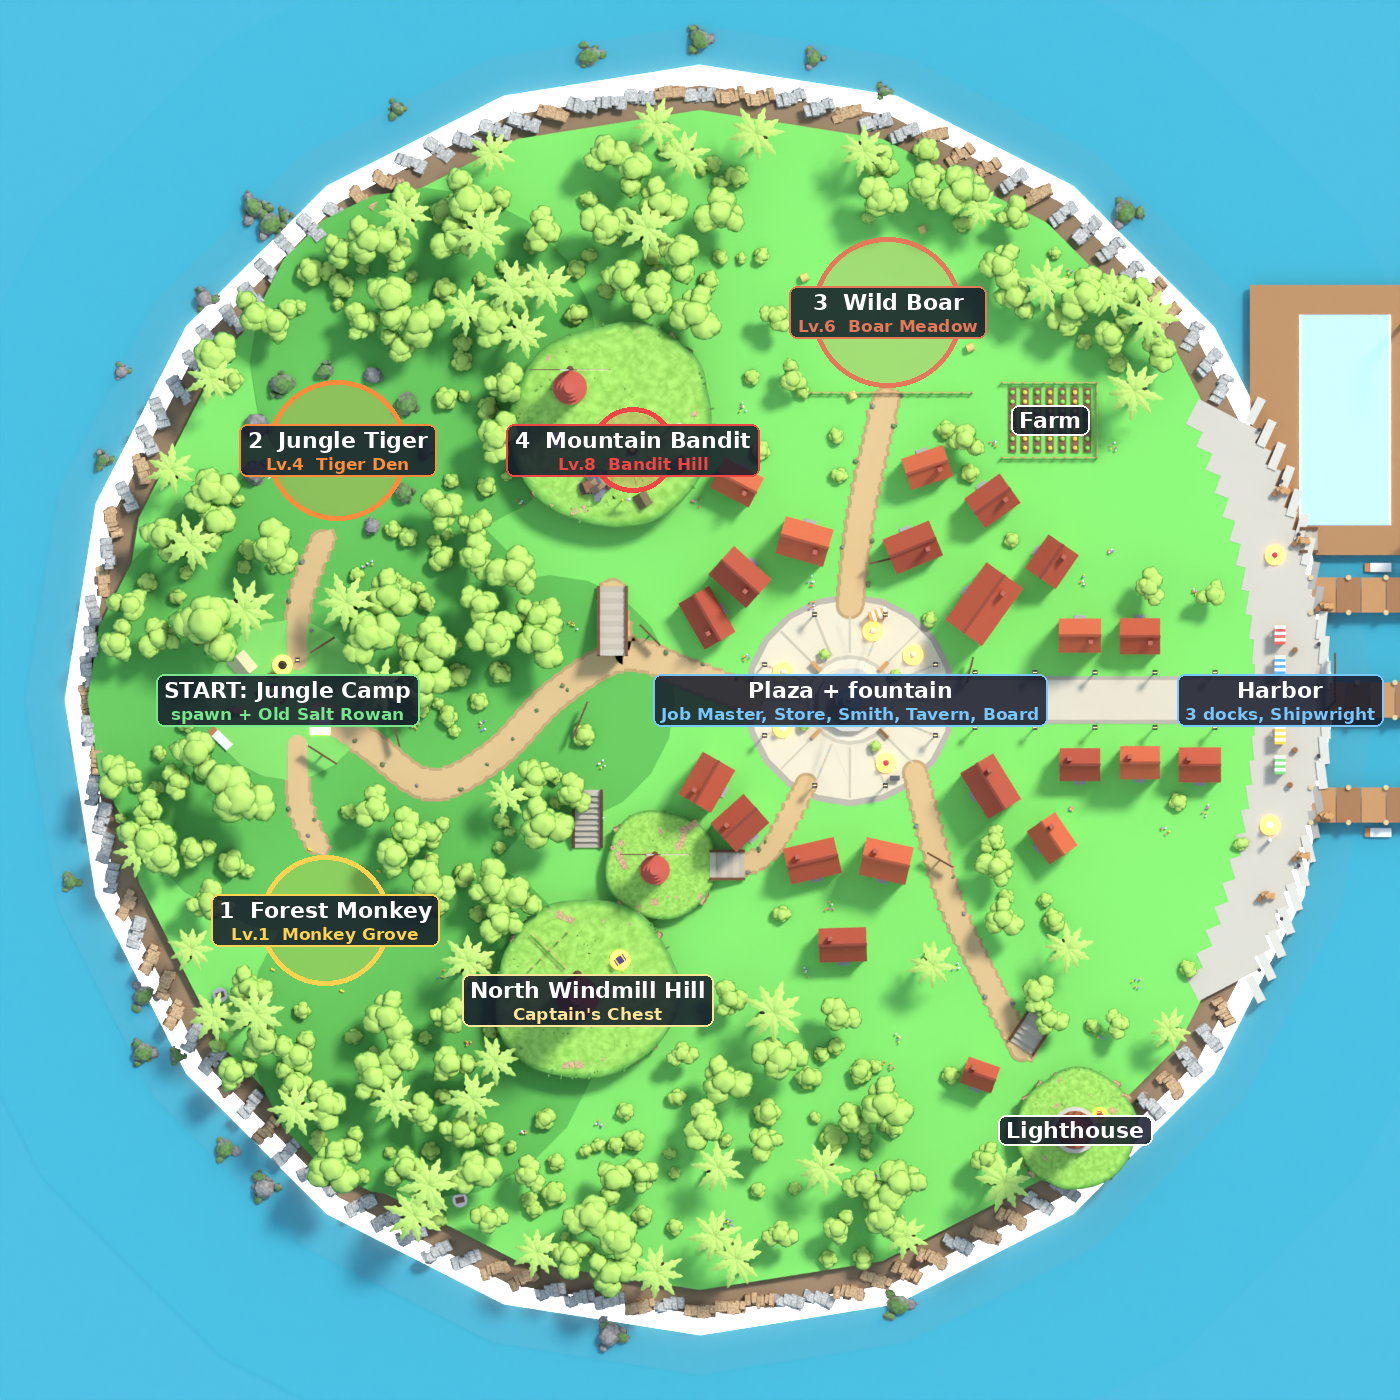 3 Wild Boar
Lv.6 Boar Meadow
Farm
2 Jungle Tiger
Lv.4 Tiger Den
4 Mountain Bandit
Lv.8 Bandit Hill
START: Jungle Camp
spawn + Old Salt Rowan
Plaza + fountain
Job Master, Store, Smith, Tavern, Board
Harbor
3 docks, Shipwright
1 Forest Monkey
Lv.1 Monkey Grove
North Windmill Hill
Captain's Chest
Lighthouse